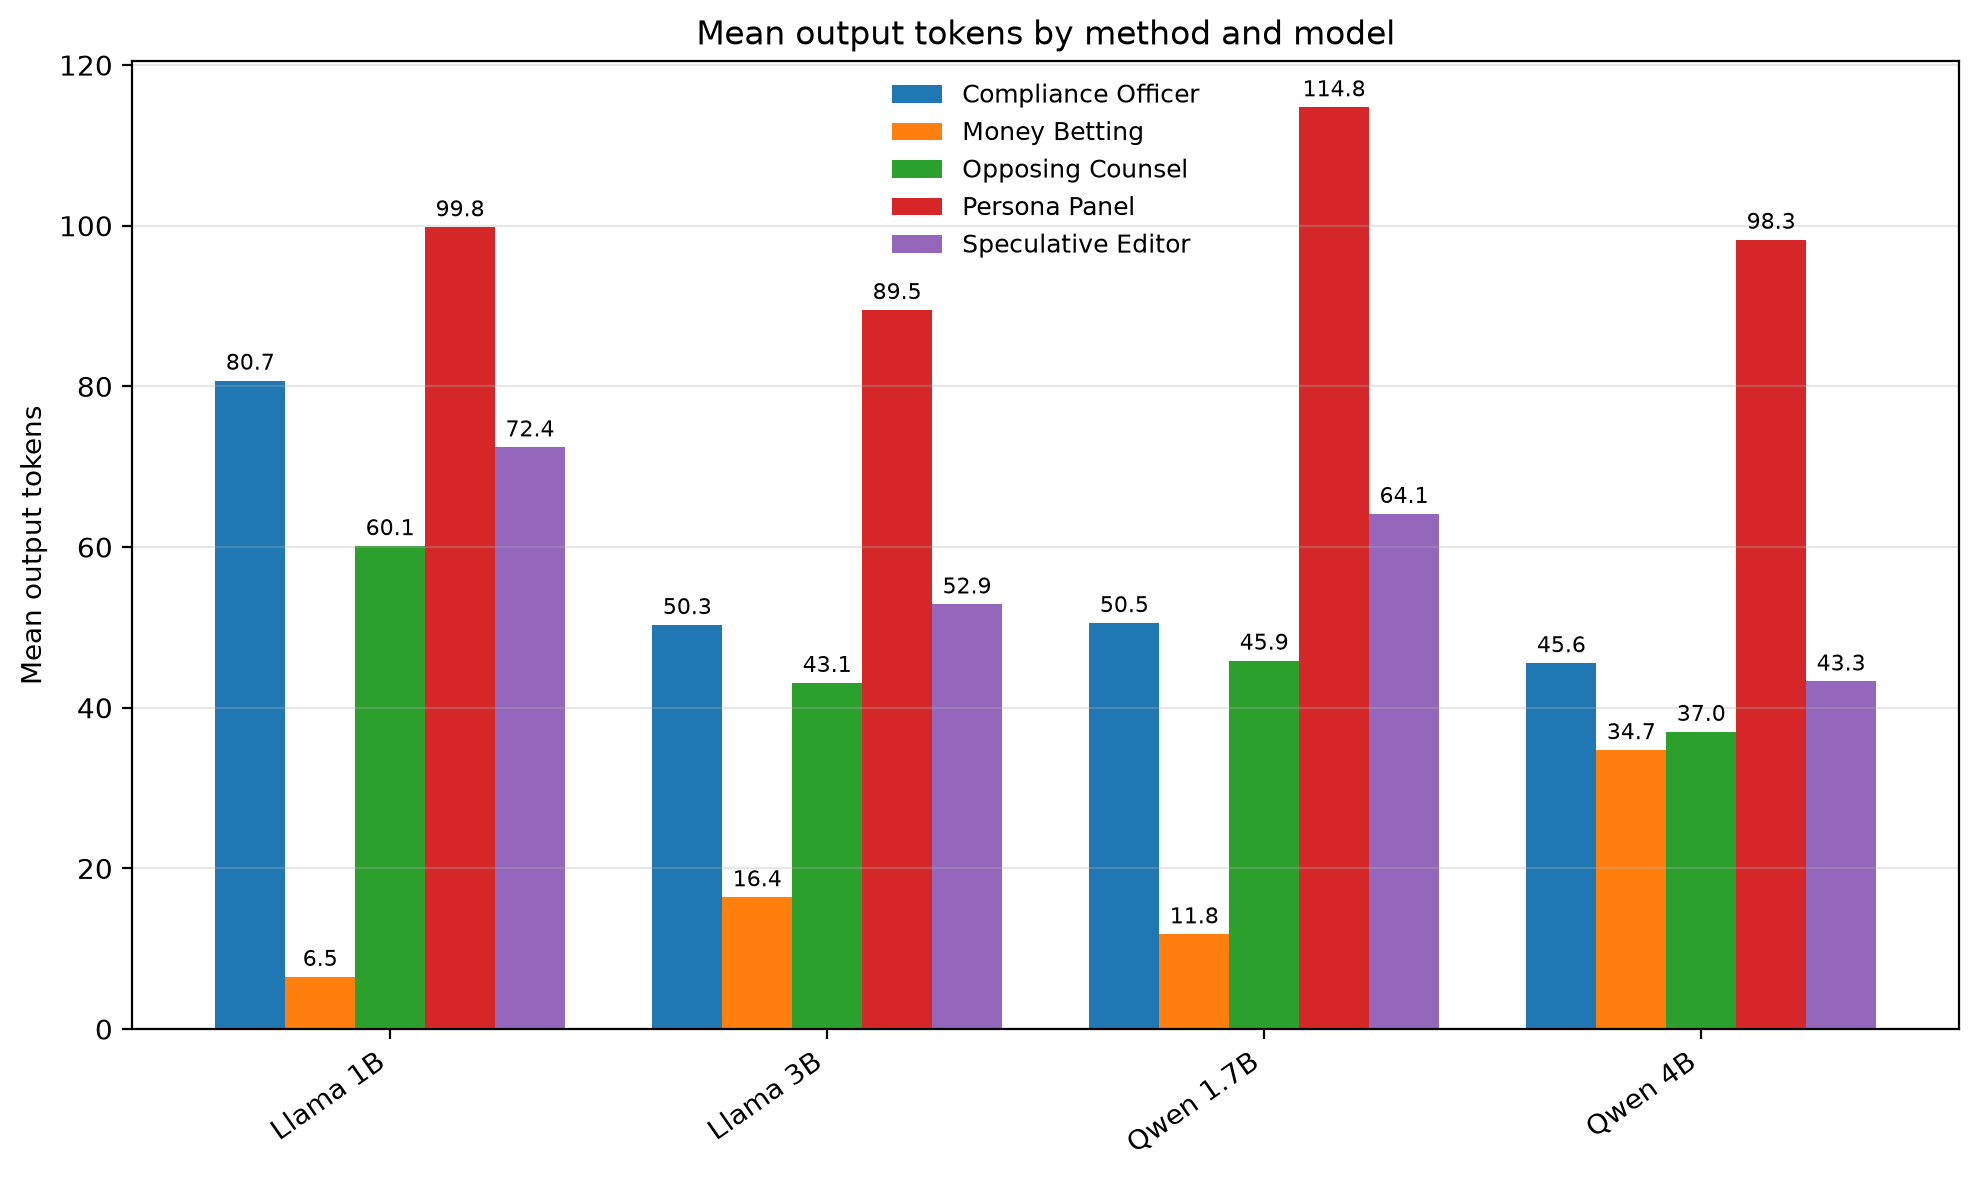 Mean output tokens by method and model
Mean output tokens
120
100
80
60
40
20
0
Compliance Officer
Money Betting
Opposing Counsel
Persona Panel
Speculative Editor
80.7
6.5
60.1
99.8
72.4
50.3
16.4
43.1
89.5
52.9
50.5
11.8
45.9
114.8
64.1
45.6
34.7
37.0
98.3
43.3
Llama 1B
Llama 3B
Qwen 1.7B
Qwen 4B